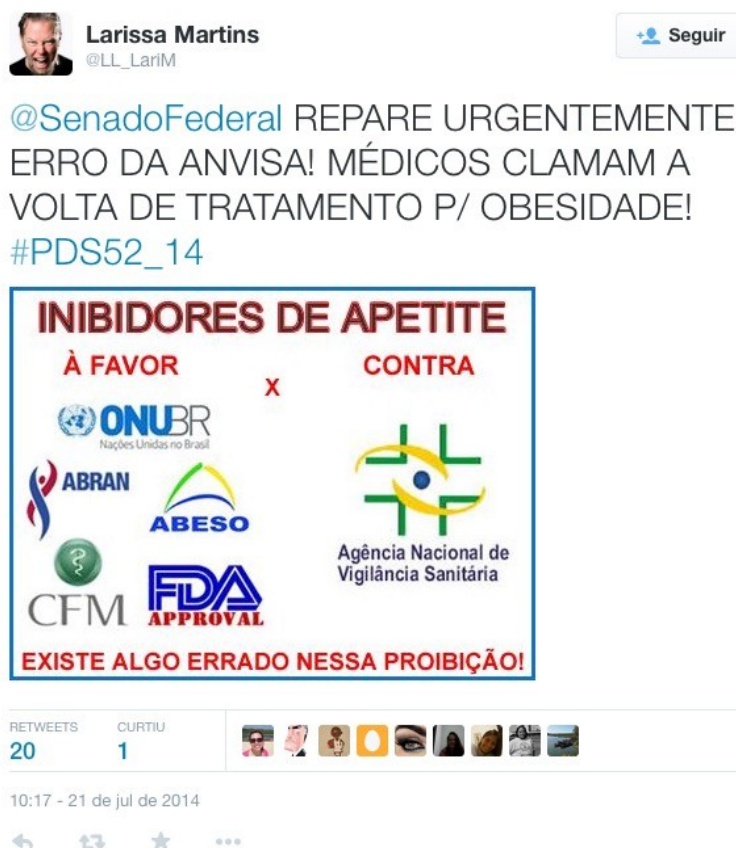 Larissa Martins
@LL_LariM
Seguir
@SenadoFederal REPARE URGENTEMENTE
ERRO DA ANVISA! MÉDICOS CLAMAM A
VOLTA DE TRATAMENTO P/ OBESIDADE!
#PDS52_14
INIBIDORES DE APETITE
À FAVOR
X
CONTRA
ONUBR
Nações Unidas no Brasil
ABRAN
ABESO
CFM
FDA
APPROVAL
Agência Nacional de
Vigilância Sanitária
EXISTE ALGO ERRADO NESSA PROIBIÇÃO!
RETWEETS
20
CURTIU
1
10:17 - 21 de jul de 2014